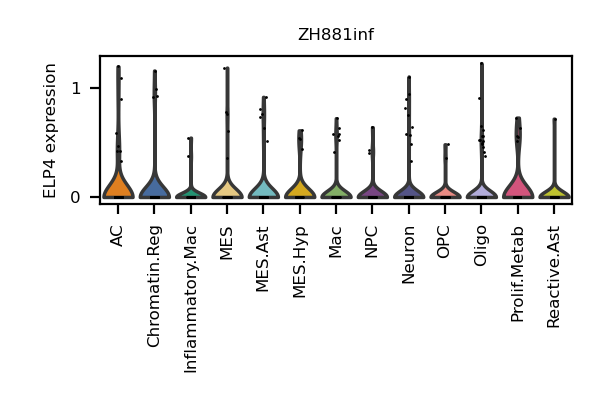 ZH881inf
ELP4 expression
1
0
AC
Chromatin.Reg
Inflammatory.Mac
MES
MES.Ast
MES.Hyp
Mac
NPC
Neuron
OPC
Oligo
Prolif.Metab
Reactive.Ast